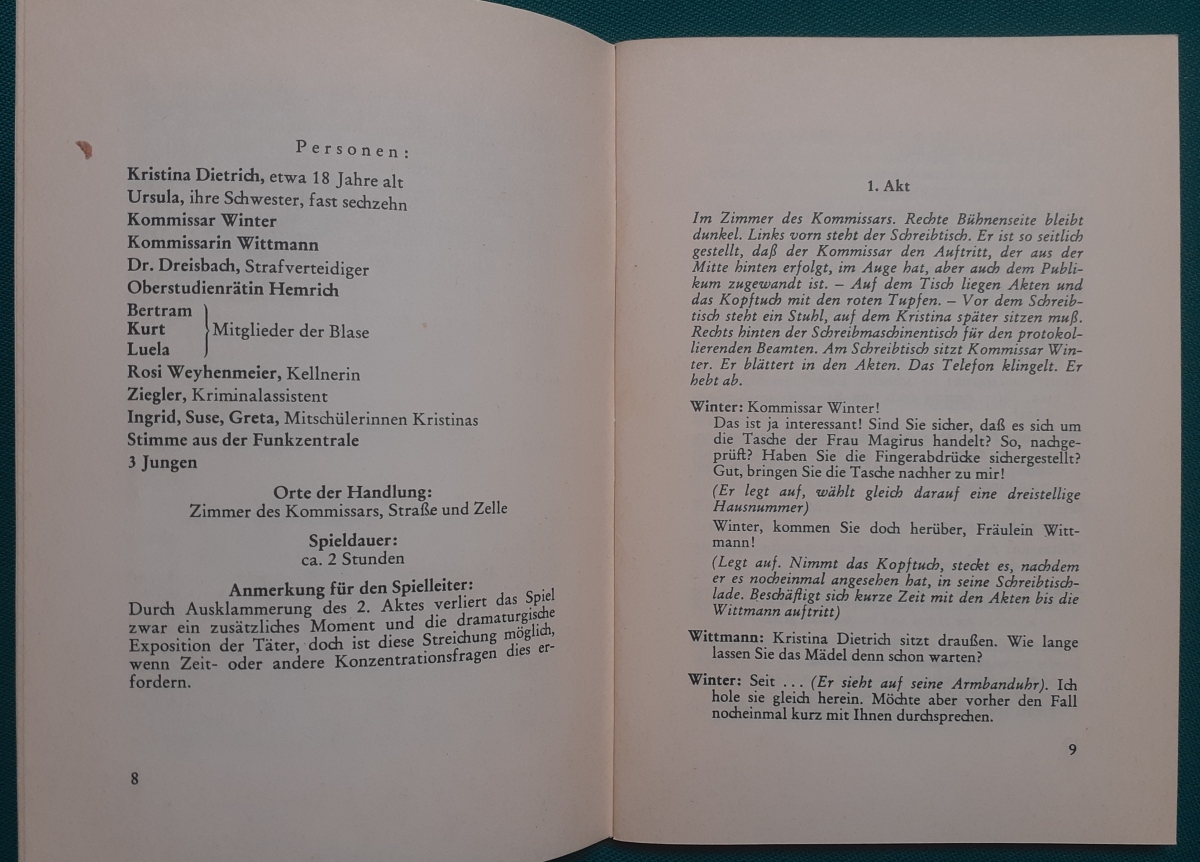 Personen:
Kristina Dietrich, etwa 18 Jahre alt
Ursula, ihre Schwester, fast sechzehn
Kommissar Winter
Kommissarin Wittmann
Dr. Dreisbach, Strafverteidiger
Oberstudienrätin Hemrich
Bertram
Kurt
Luela
Mitglieder der Blase
Rosi Weyhenmeier, Kellnerin
Ziegler, Kriminalassistent
Ingrid, Suse, Greta, Mitschülerinnen Kristinas
Stimme aus der Funkzentrale
3 Jungen
Orte der Handlung:
Zimmer des Kommissars, Straße und Zelle
Spieldauer:
ca. 2 Stunden
Anmerkung für den Spielleiter:
Durch Ausklammerung des 2. Aktes verliert das Spiel
zwar ein zusätzliches Moment und die dramaturgische
Exposition der Täter, doch ist diese Streichung möglich,
wenn Zeit- oder andere Konzentrationsfragen dies er-
fordern.
8
1. Akt
Im Zimmer des Kommissars. Rechte Bühnenseite bleibt
dunkel. Links vorn steht der Schreibtisch. Er ist so seitlich
gestellt, daß der Kommissar den Auftritt, der aus der
Mitte hinten erfolgt, im Auge hat, aber auch dem Publi-
kum zugewandt ist. – Auf dem Tisch liegen Akten und
das Kopftuch mit den roten Tupfen. – Vor dem Schreib-
tisch steht ein Stuhl, auf dem Kristina später sitzen muß.
Rechts hinten der Schreibmaschinentisch für den protokol-
lierenden Beamten. Am Schreibtisch sitzt Kommissar Win-
ter. Er blättert in den Akten. Das Telefon klingelt. Er
hebt ab.
Winter: Kommissar Winter!
Das ist ja interessant! Sind Sie sicher, daß es sich um
die Tasche der Frau Magirus handelt? So, nachge-
prüft? Haben Sie die Fingerabdrücke sichergestellt?
Gut, bringen Sie die Tasche nachher zu mir!
(Er legt auf, wählt gleich darauf eine dreistellige
Hausnummer)
Winter, kommen Sie doch herüber, Fräulein Witt-
mann!
(Legt auf. Nimmt das Kopftuch, steckt es, nachdem
er es nocheinmal angesehen hat, in seine Schreibtisch-
lade. Beschäftigt sich kurze Zeit mit den Akten bis die
Wittmann auftritt)
Wittmann: Kristina Dietrich sitzt draußen. Wie lange
lassen Sie das Mädel denn schon warten?
Winter: Seit ... (Er sieht auf seine Armbanduhr). Ich
hole sie gleich herein. Möchte aber vorher den Fall
nocheinmal kurz mit Ihnen durchsprechen.
9